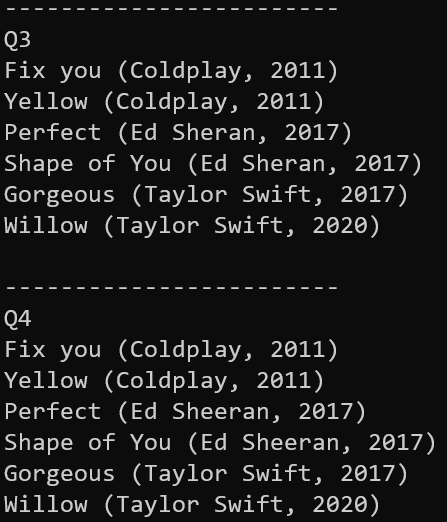 ------------------------
Q3
Fix you (Coldplay, 2011)
Yellow (Coldplay, 2011)
Perfect (Ed Sheran, 2017)
Shape of You (Ed Sheran, 2017)
Gorgeous (Taylor Swift, 2017)
Willow (Taylor Swift, 2020)

------------------------
Q4
Fix you (Coldplay, 2011)
Yellow (Coldplay, 2011)
Perfect (Ed Sheeran, 2017)
Shape of You (Ed Sheeran, 2017)
Gorgeous (Taylor Swift, 2017)
Willow (Taylor Swift, 2020)